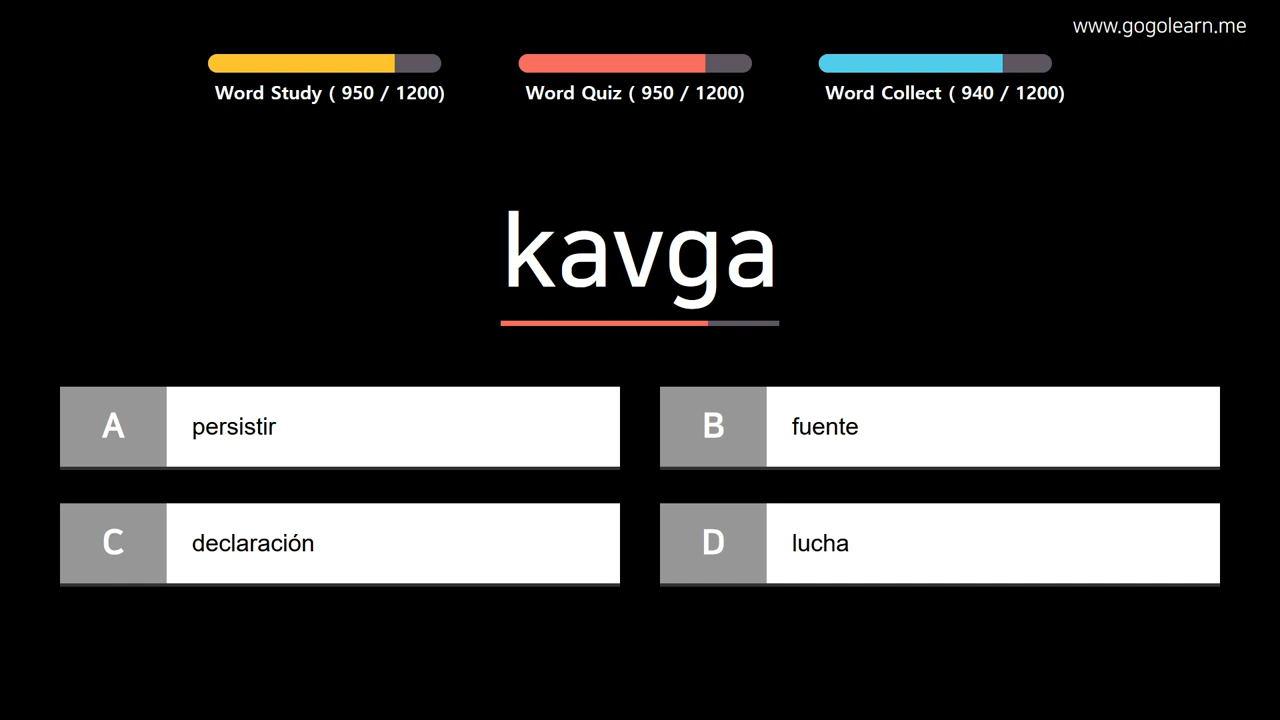 www.gogolearn.me
Word Study ( 950 / 1200)
Word Quiz ( 950 / 1200)
Word Collect ( 940 / 1200)
kavga
A persistir
B fuente
C declaración
D lucha